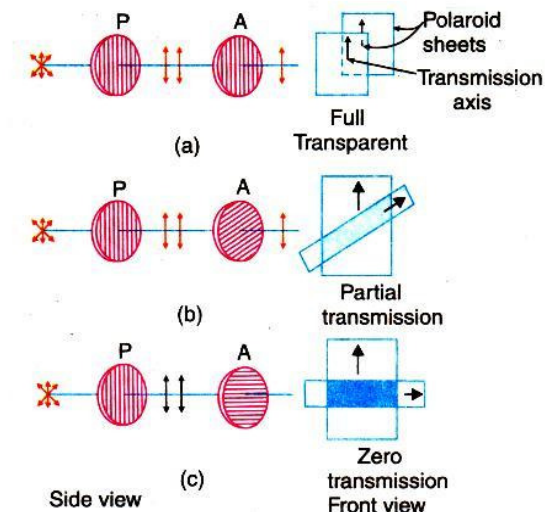 P
A
Polaroid
sheets
Transmission
axis
Full
Transparent
(a)
P
A
Partial
transmission
(b)
P
A
Zero
transmission
(c)
Side view
Front view